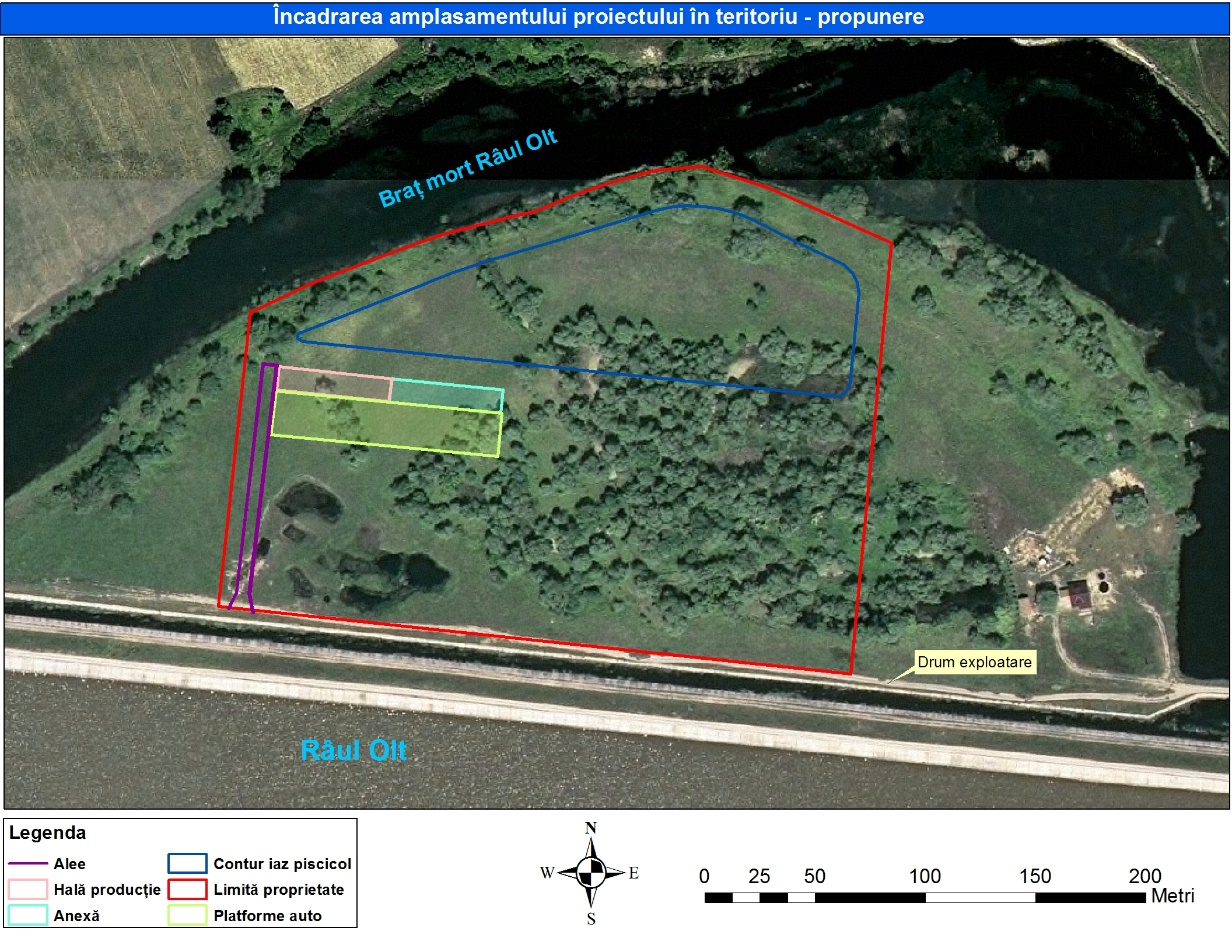 Încadrarea amplasamentului proiectului în teritoriu - propunere
Braț mort Râul Olt
Drum exploatare
Râul Olt
Legenda
Alee
Contur iaz piscicol
Hală producție
Limită proprietate
Anexă
Platforme auto
N
W
E
S
0 25 50 100 150 200
Metri